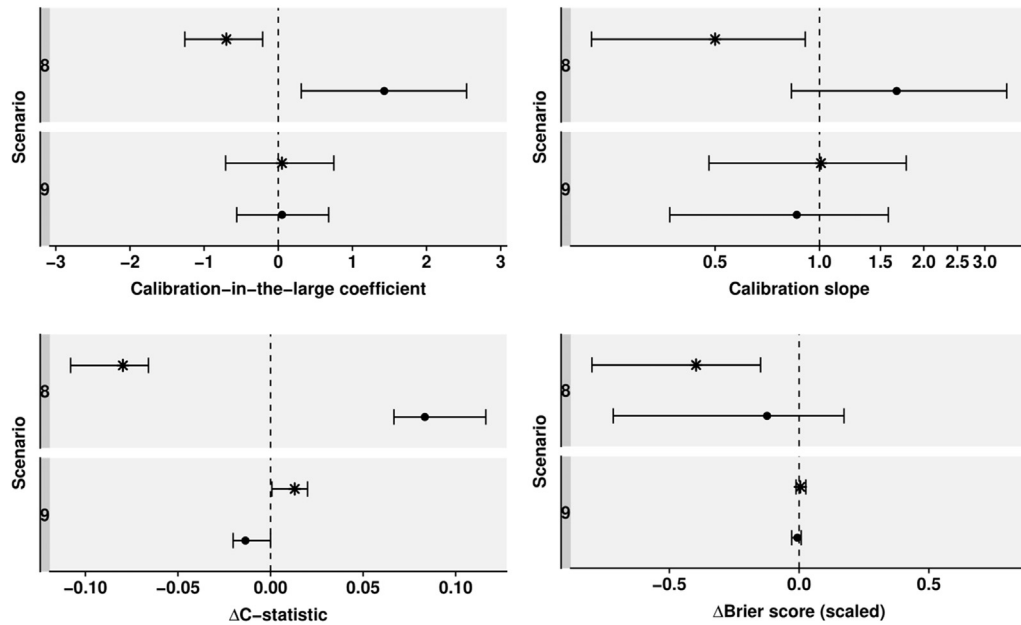 Scenario
8
9
−3 −2 −1 0 1 2 3
Calibration−in−the−large coefficient
Scenario
8
9
0.5 1.0 1.5 2.0 2.5 3.0
Calibration slope
Scenario
8
9
−0.10 −0.05 0.00 0.05 0.10
ΔC−statistic
Scenario
8
9
−0.5 0.0 0.5
ΔBrier score (scaled)